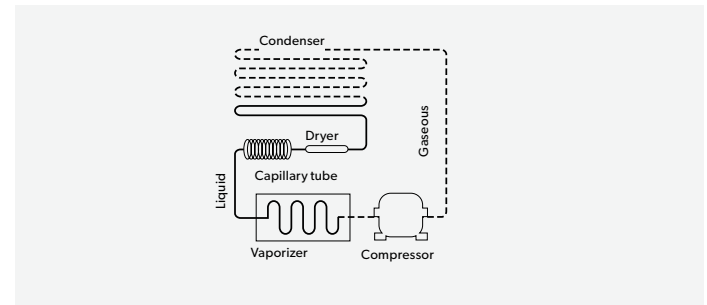 Condenser
Gaseous
Dryer
Capillary tube
Liquid
Vaporizer
Compressor